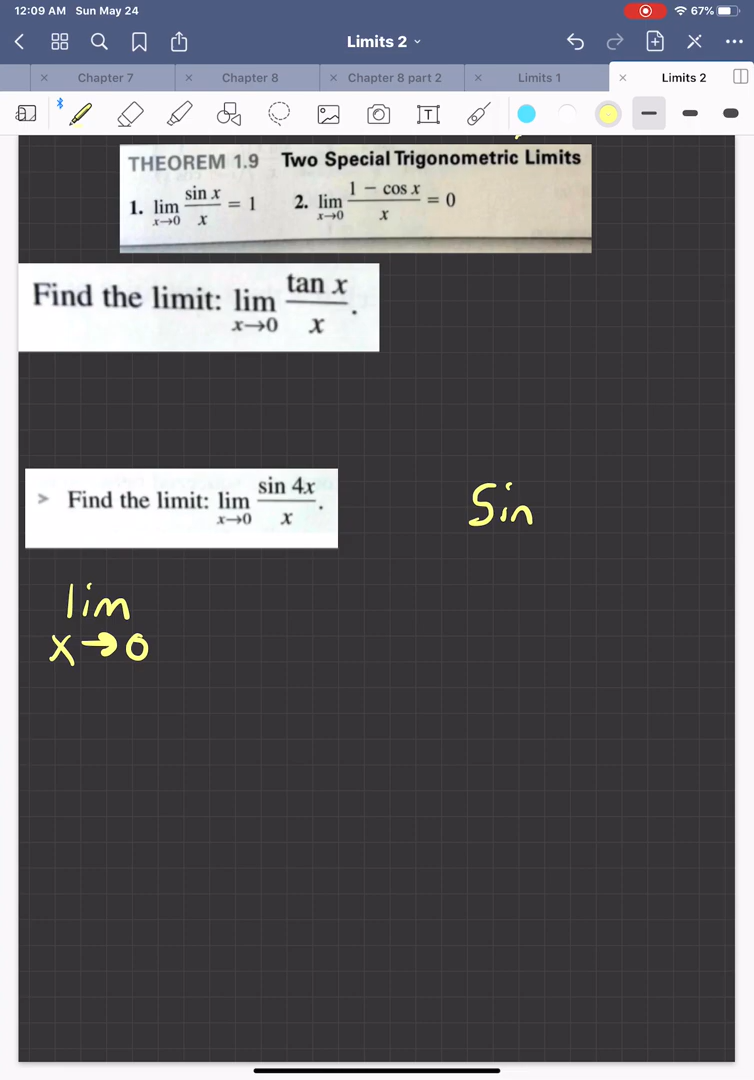 12:09 AM Sun May 24
67%
Limits 2
Chapter 7
Chapter 8
Chapter 8 part 2
Limits 1
Limits 2
THEOREM 1.9 Two Special Trigonometric Limits
1. lim x→0 sin x / x = 1 2. lim x→0 1 − cos x / x = 0
Find the limit: lim x→0 tan x / x.
> Find the limit: lim x→0 sin 4x / x.
Sin
lim
x→0